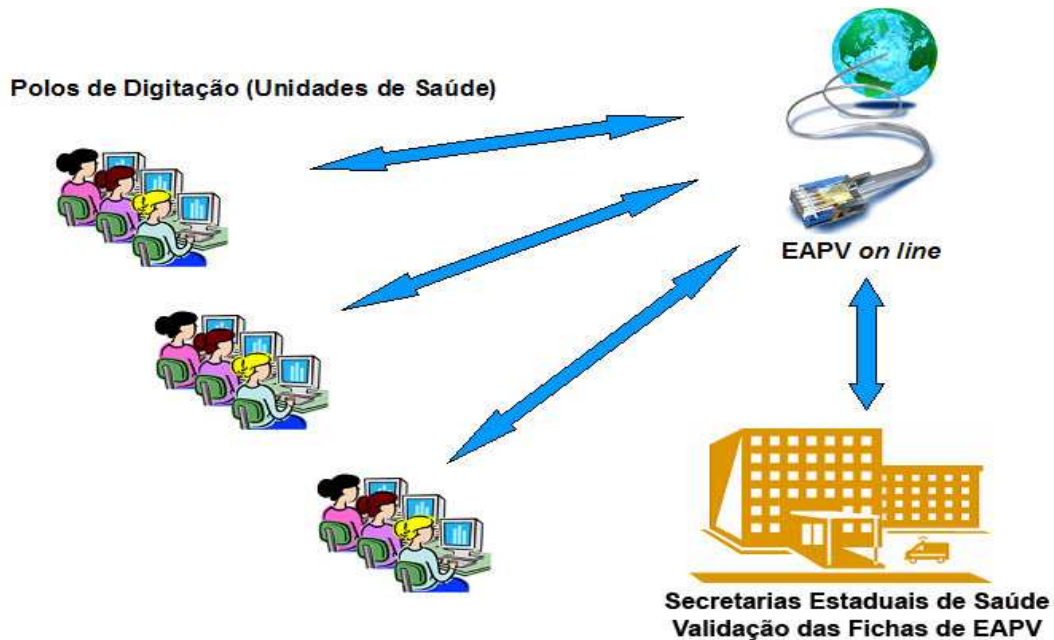 Polos de Digitação (Unidades de Saúde)
EAPV on line
Secretarias Estaduais de Saúde
Validação das Fichas de EAPV